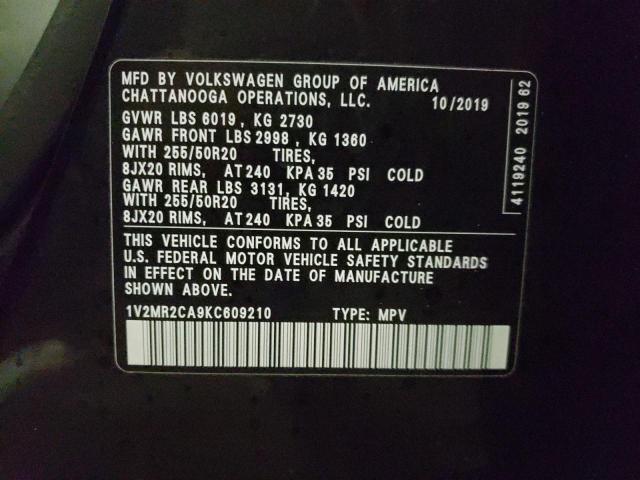 MFD BY VOLKSWAGEN GROUP OF AMERICA
CHATTANOOGA OPERATIONS, LLC. 10/2019
GVWR LBS 6019 , KG 2730
GAWR FRONT LBS 2998 , KG 1360
WITH 255/50R20 TIRES,
8JX20 RIMS, AT 240 KPA 35 PSI COLD
GAWR REAR LBS 3131, KG 1420
WITH 255/50R20 TIRES,
8JX20 RIMS, AT 240 KPA 35 PSI COLD
THIS VEHICLE CONFORMS TO ALL APPLICABLE
U.S. FEDERAL MOTOR VEHICLE SAFETY STANDARDS
IN EFFECT ON THE DATE OF MANUFACTURE
SHOWN ABOVE.
1V2MR2CA9KC609210 TYPE: MPV
4119240 2019 62